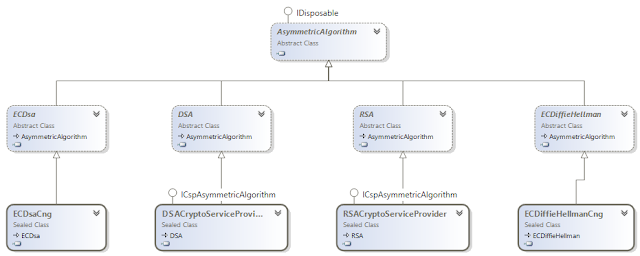 IDisposable
AsymmetricAlgorithm
Abstract Class
ECDsa
Abstract Class
AsymmetricAlgorithm
DSA
Abstract Class
AsymmetricAlgorithm
RSA
Abstract Class
AsymmetricAlgorithm
ECDiffieHellman
Abstract Class
AsymmetricAlgorithm
ICspAsymmetricAlgorithm
ICspAsymmetricAlgorithm
ECDsaCng
Sealed Class
ECDsa
DSACryptoServiceProvi...
Sealed Class
DSA
RSACryptoServiceProvider
Sealed Class
RSA
ECDiffieHellmanCng
Sealed Class
ECDiffieHellman